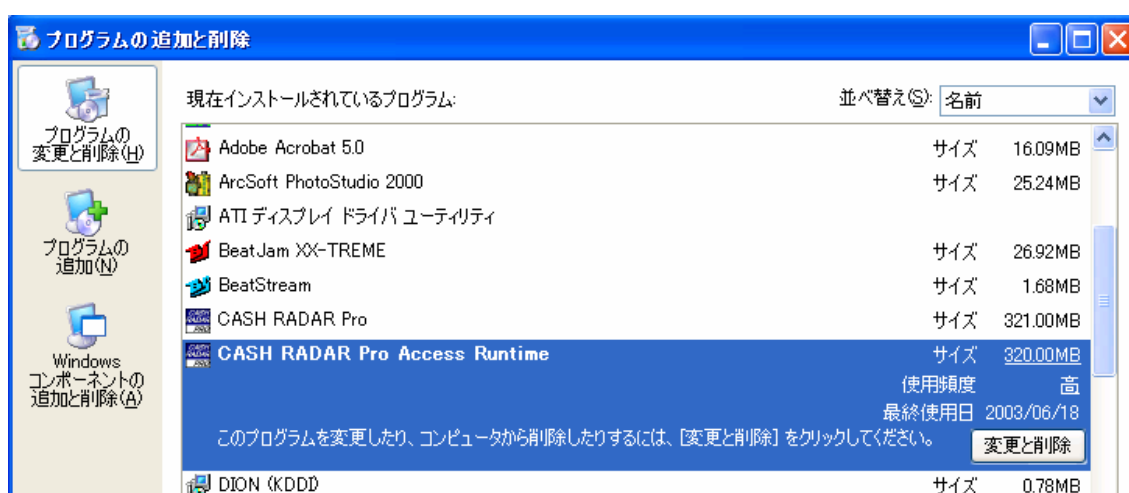 プログラムの追加と削除
現在インストールされているプログラム:
並べ替え(S): 名前
プログラムの
変更と削除(H)
プログラムの
追加(N)
Windows
コンポーネントの
追加と削除(A)
Adobe Acrobat 5.0 サイズ 16.09MB
ArcSoft PhotoStudio 2000 サイズ 25.24MB
ATI ディスプレイ ドライバ ユーティリティ
BeatJam XX-TREME サイズ 26.92MB
BeatStream サイズ 1.68MB
CASH RADAR Pro サイズ 321.00MB
CASH RADAR Pro Access Runtime サイズ 320.00MB
使用頻度 高
最終使用日 2003/06/18
このプログラムを変更したり、コンピュータから削除したりするには、[変更と削除] をクリックしてください。 変更と削除
DION (KDDI) サイズ 0.78MB